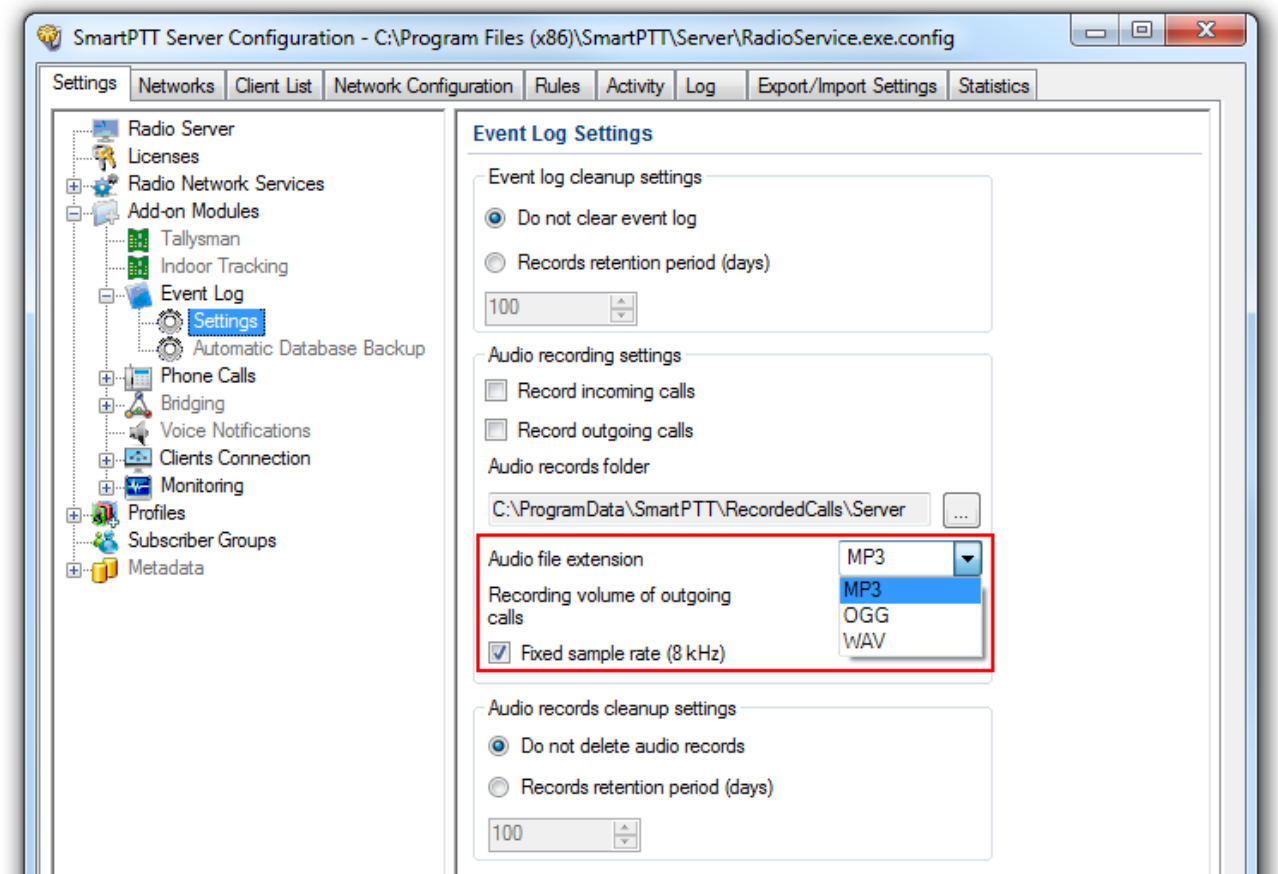 SmartPTT Server Configuration - C:\Program Files (x86)\SmartPTT\Server\RadioService.exe.config
Settings Networks Client List Network Configuration Rules Activity Log Export/Import Settings Statistics
Radio Server
Licenses
Radio Network Services
Add-on Modules
Tallysman
Indoor Tracking
Event Log
Settings
Automatic Database Backup
Phone Calls
Bridging
Voice Notifications
Clients Connection
Monitoring
Profiles
Subscriber Groups
Metadata
Event Log Settings
Event log cleanup settings
Do not clear event log
Records retention period (days)
100
Audio recording settings
Record incoming calls
Record outgoing calls
Audio records folder
C:\ProgramData\SmartPTT\RecordedCalls\Server ...
Audio file extension MP3
MP3
Recording volume of outgoing
calls
OGG
WAV
Fixed sample rate (8 kHz)
Audio records cleanup settings
Do not delete audio records
Records retention period (days)
100